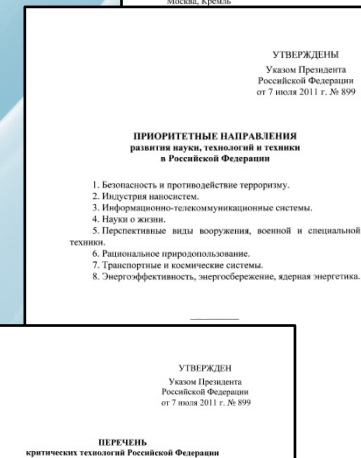 Москва, Кремль
УТВЕРЖДЕНЫ
Указом Президента
Российской Федерации
от 7 июля 2011 г. № 899
ПРИОРИТЕТНЫЕ НАПРАВЛЕНИЯ
развития науки, технологий и техники
в Российской Федерации
1. Безопасность и противодействие терроризму.
2. Индустрия наносистем.
3. Информационно-телекоммуникационные системы.
4. Науки о жизни.
5. Перспективные виды вооружения, военной и специальной
техники.
6. Рациональное природопользование.
7. Транспортные и космические системы.
8. Энергоэффективность, энергосбережение, ядерная энергетика.
УТВЕРЖДЕН
Указом Президента
Российской Федерации
от 7 июля 2011 г. № 899
ПЕРЕЧЕНЬ
критических технологий Российской Федерации